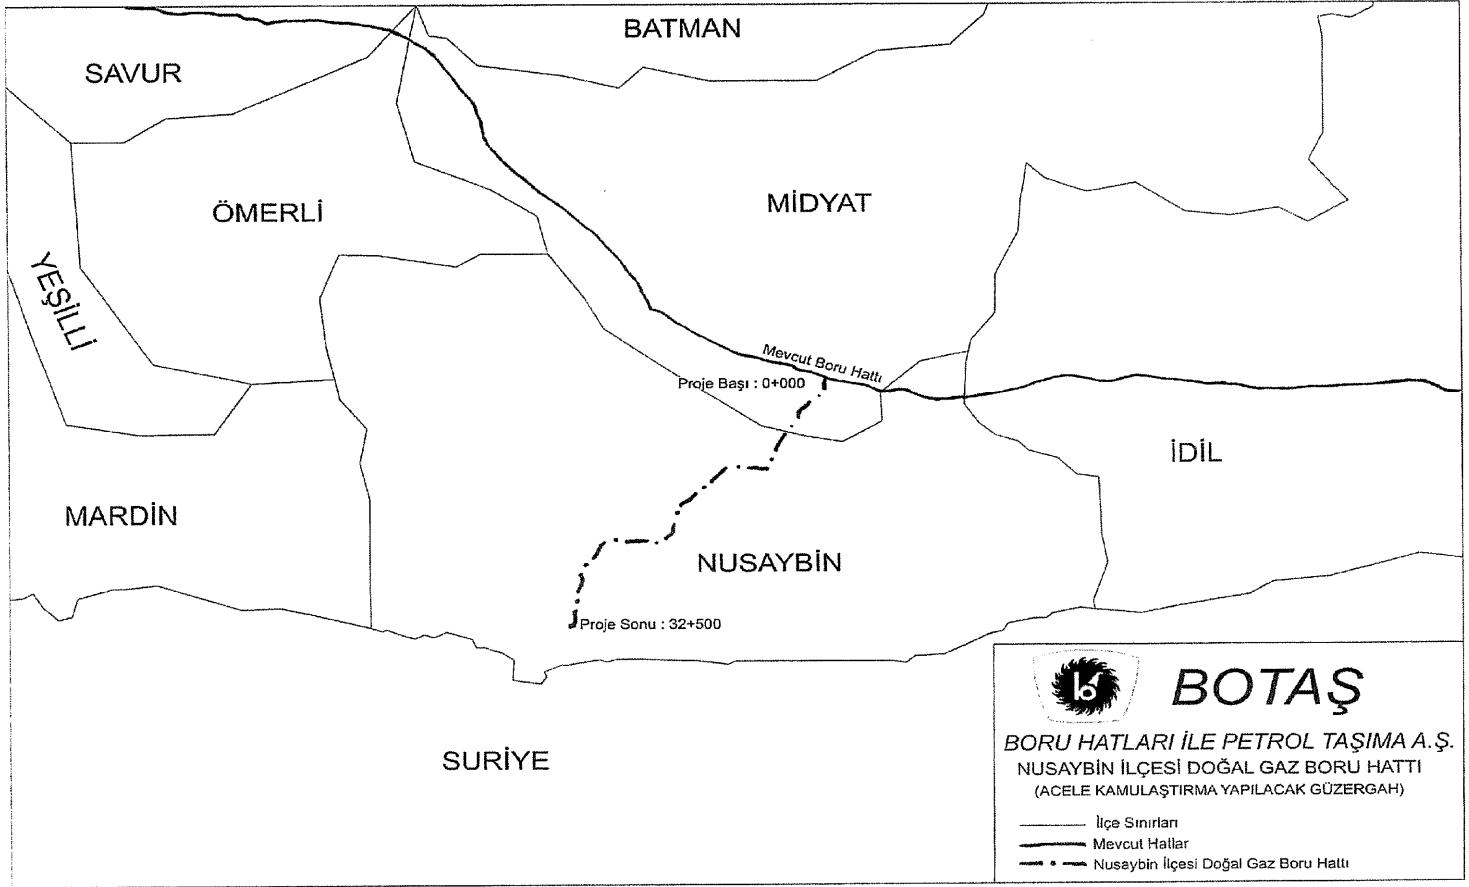 BATMAN
SAVUR
MİDYAT
ÖMERLİ
YEŞİLLİ
Mevcut Boru Hattı
Proje Başı : 0+000
İDİL
MARDİN
NUSAYBİN
Proje Sonu : 32+500
SURİYE
BOTAŞ
BORU HATLARI İLE PETROL TAŞIMA A.Ş.
NUSAYBİN İLÇESİ DOĞAL GAZ BORU HATTI
(ACELE KAMULAŞTIRMA YAPILACAK GÜZERGAH)
İlçe Sınırları
Mevcut Hatlar
Nusaybin İlçesi Doğal Gaz Boru Hattı